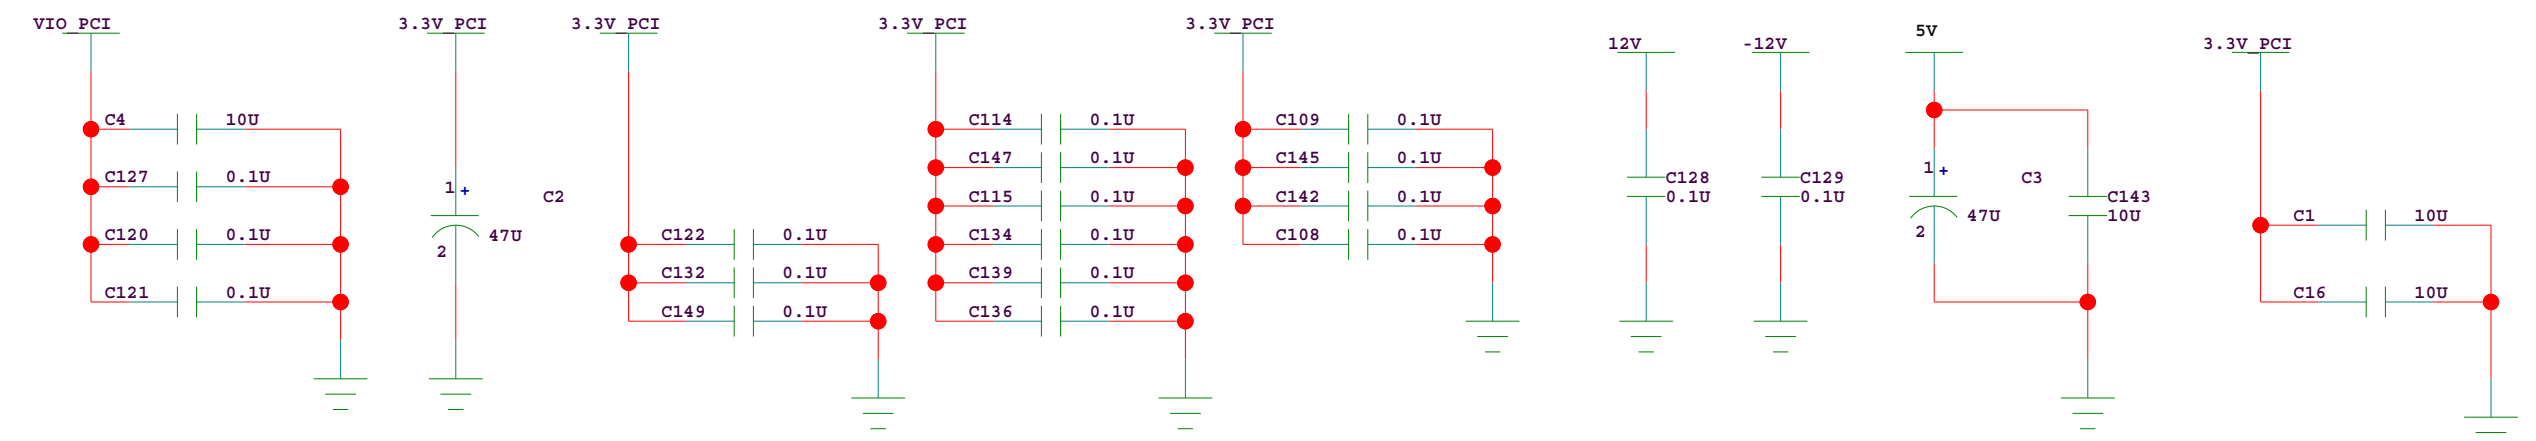 VIO_PCI
C4 10U
C127 0.1U
C120 0.1U
C121 0.1U
3.3V_PCI
1 +
2
C2
47U
3.3V_PCI
C122 0.1U
C132 0.1U
C149 0.1U
3.3V_PCI
C114 0.1U
C147 0.1U
C115 0.1U
C134 0.1U
C139 0.1U
C136 0.1U
3.3V_PCI
C109 0.1U
C145 0.1U
C142 0.1U
C108 0.1U
12V
C128
0.1U
-12V
C129
0.1U
5V
1 +
2
C3
47U
C143
10U
3.3V_PCI
C1 10U
C16 10U